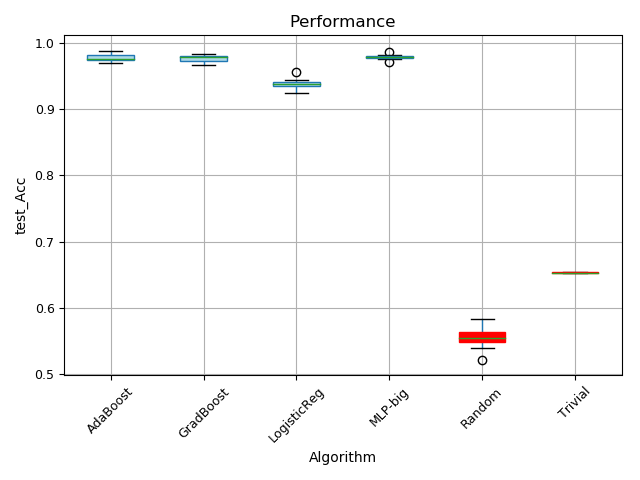 Performance
1.0
0.9
0.8
0.7
0.6
0.5
test_Acc
AdaBoost
GradBoost
LogisticReg
MLP-big
Random
Trivial
Algorithm